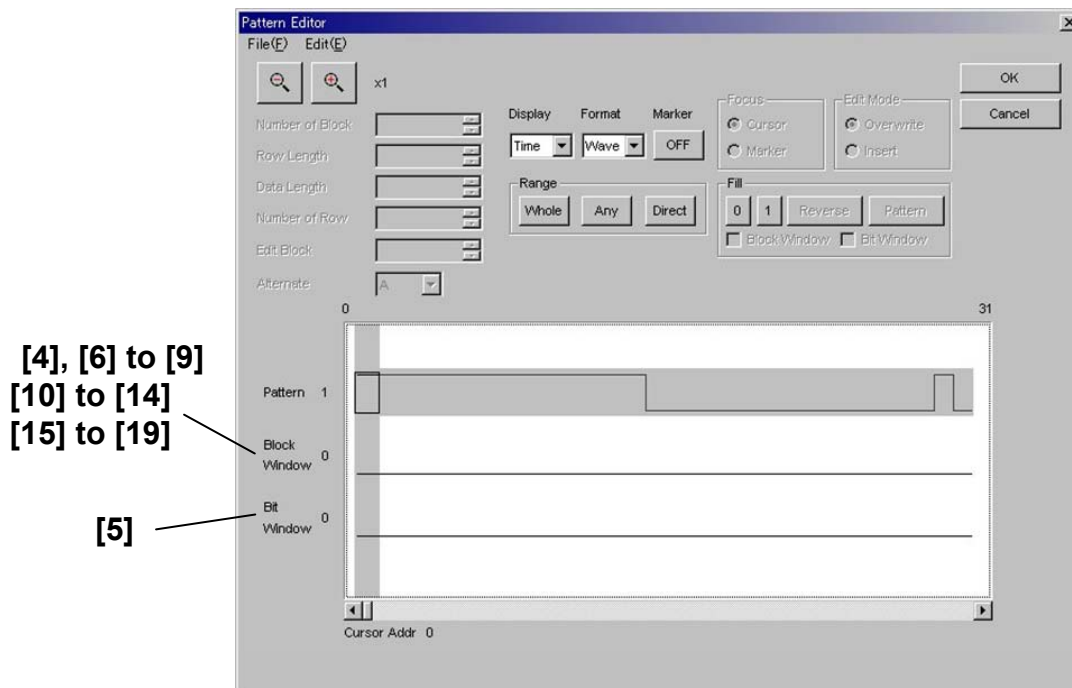 Pattern Editor
File(F) Edit(E)
x1
OK
Cancel
Number of Block
Row Length
Data Length
Number of Row
Edit Block
Alternate A
Display Format Marker
Time Wave OFF
Focus
Cursor
Marker
Edit Mode
Overwrite
Insert
Range
Whole Any Direct
Fill
0 1 Reverse Pattern
Block Window Bit Window
0 31
[4], [6] to [9]
[10] to [14]
[15] to [19]
[5]
Pattern 1
Block
Window 0
Bit
Window 0
Cursor Addr 0